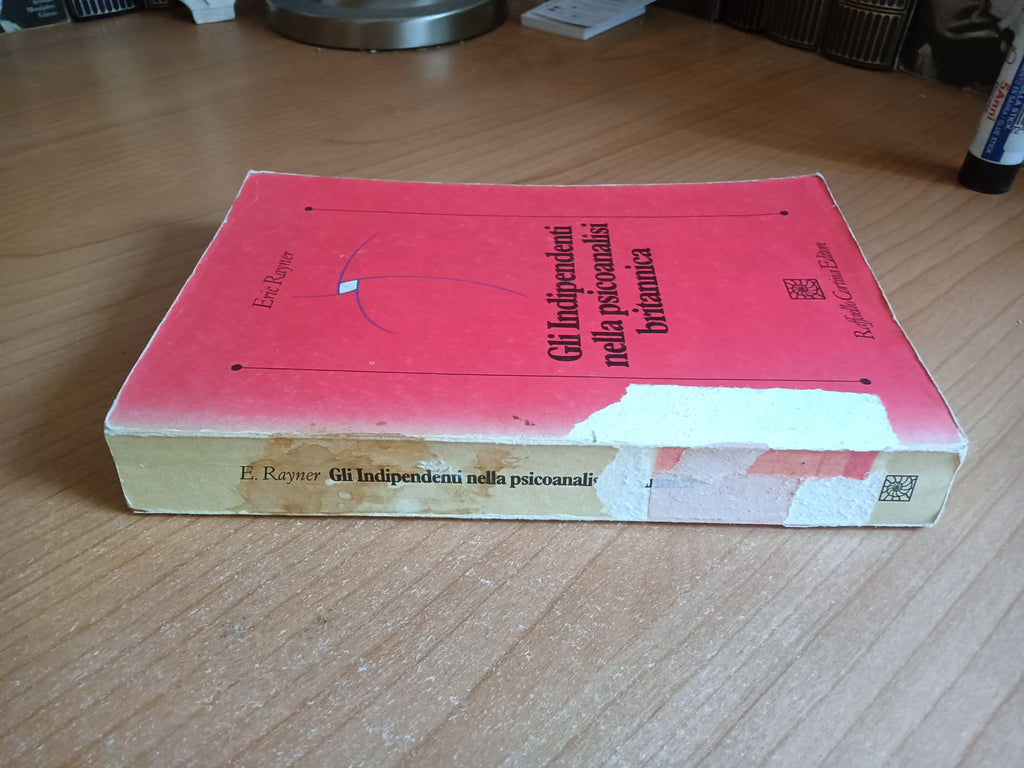 Eric Rayner
Gli Indipendenti
nella psicoanalisi
britannica
Raffaello Cortina Editore
E. Rayner Gli Indipendenti nella psicoanalis